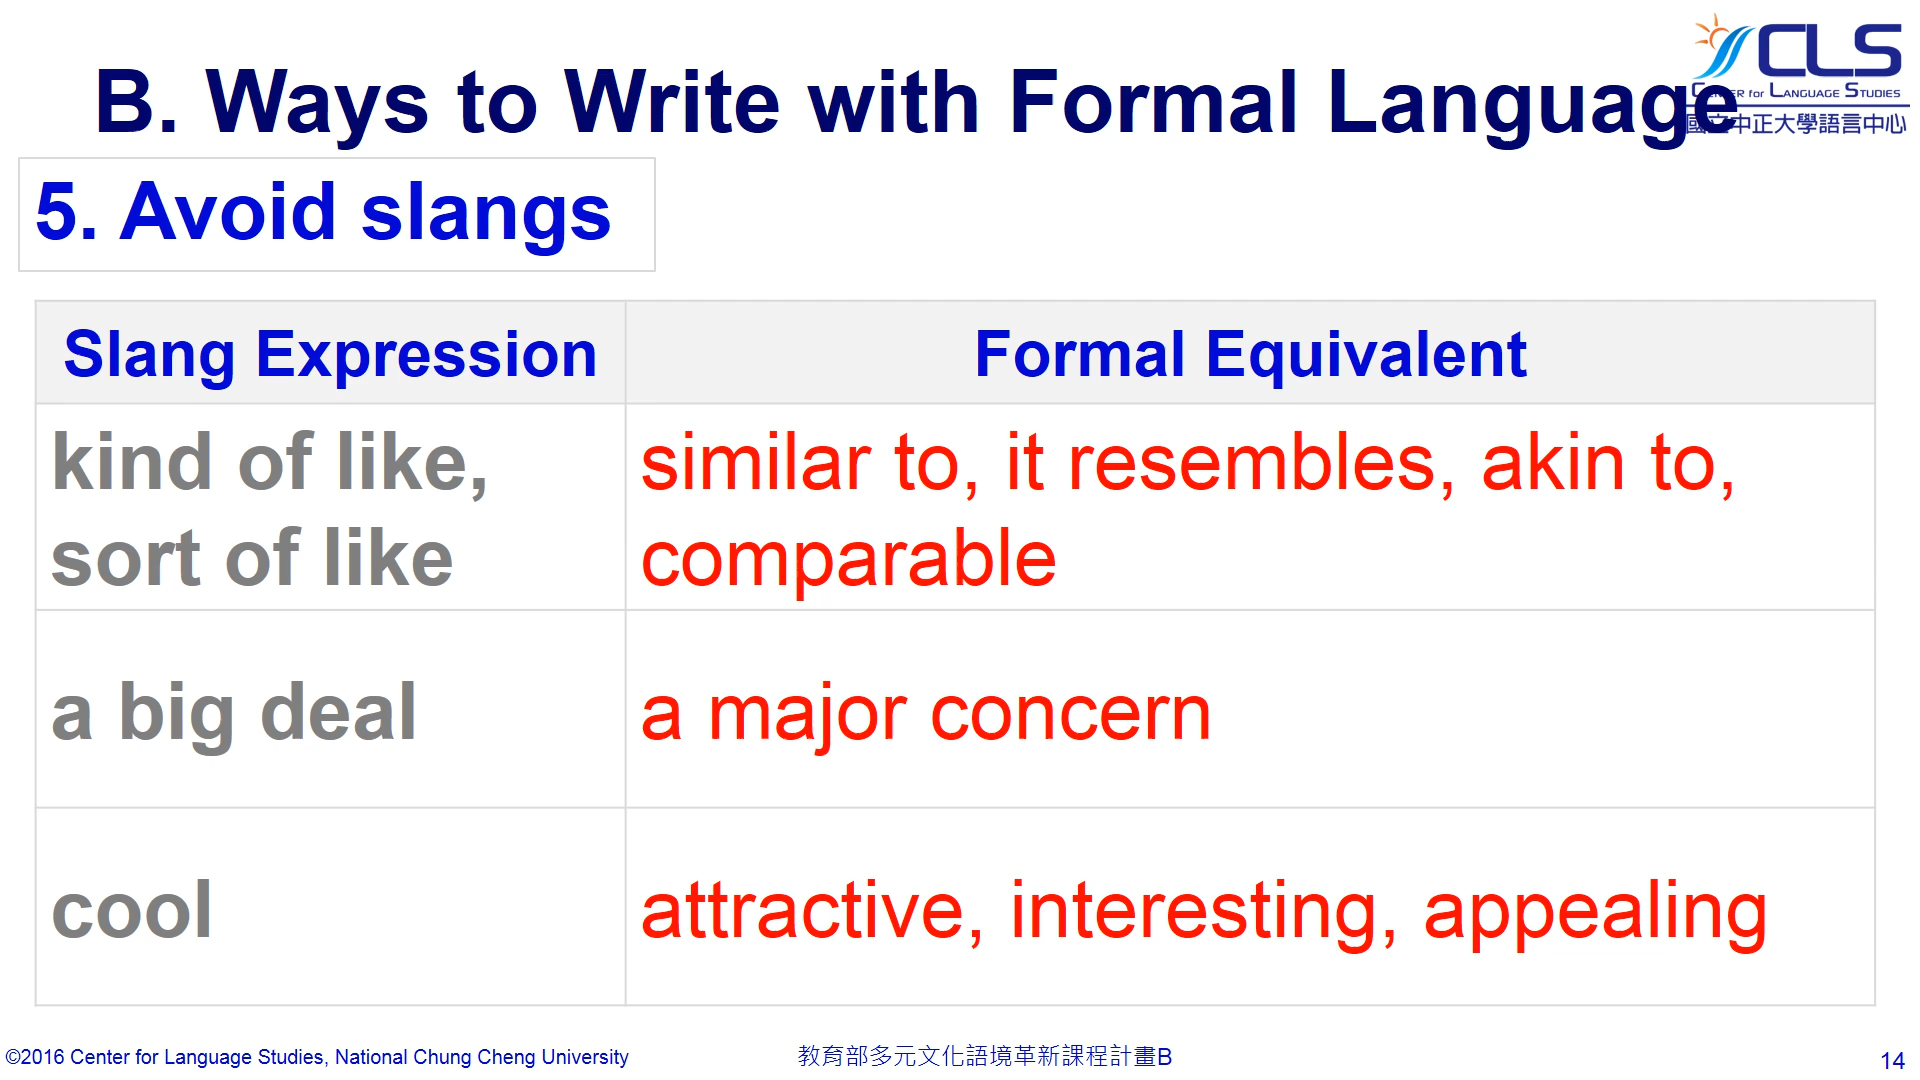 CLS
B. Ways to Write with Formal Language
CENTER for LANGUAGE STUDIES
國立中正大學語言中心
5. Avoid slangs
Slang Expression Formal Equivalent
kind of like, similar to, it resembles, akin to,
sort of like comparable
a big deal a major concern
cool attractive, interesting, appealing
©2016 Center for Language Studies, National Chung Cheng University 教育部多元文化語境革新課程計畫B 14